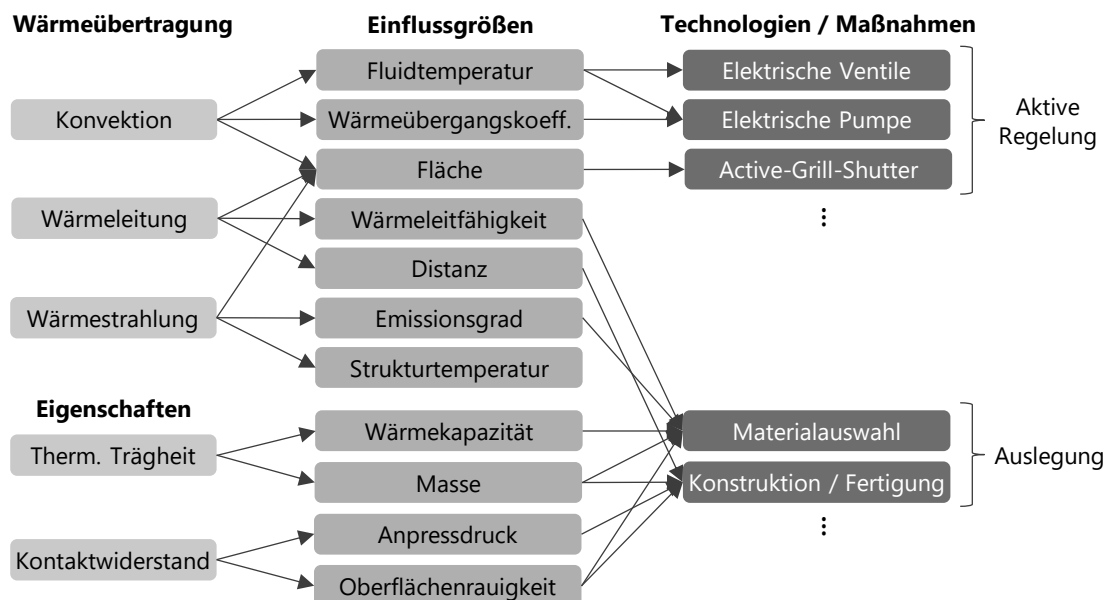 Wärmeübertragung
Einflussgrößen
Technologien / Maßnahmen
Konvektion
Wärmeleitung
Wärmestrahlung
Eigenschaften
Therm. Trägheit
Kontaktwiderstand
Fluidtemperatur
Wärmeübergangskoeff.
Fläche
Wärmeleitfähigkeit
Distanz
Emissionsgrad
Strukturtemperatur
Wärmekapazität
Masse
Anpressdruck
Oberflächenrauigkeit
Elektrische Ventile
Elektrische Pumpe
Active-Grill-Shutter
Materialauswahl
Konstruktion / Fertigung
Aktive
Regelung
Auslegung